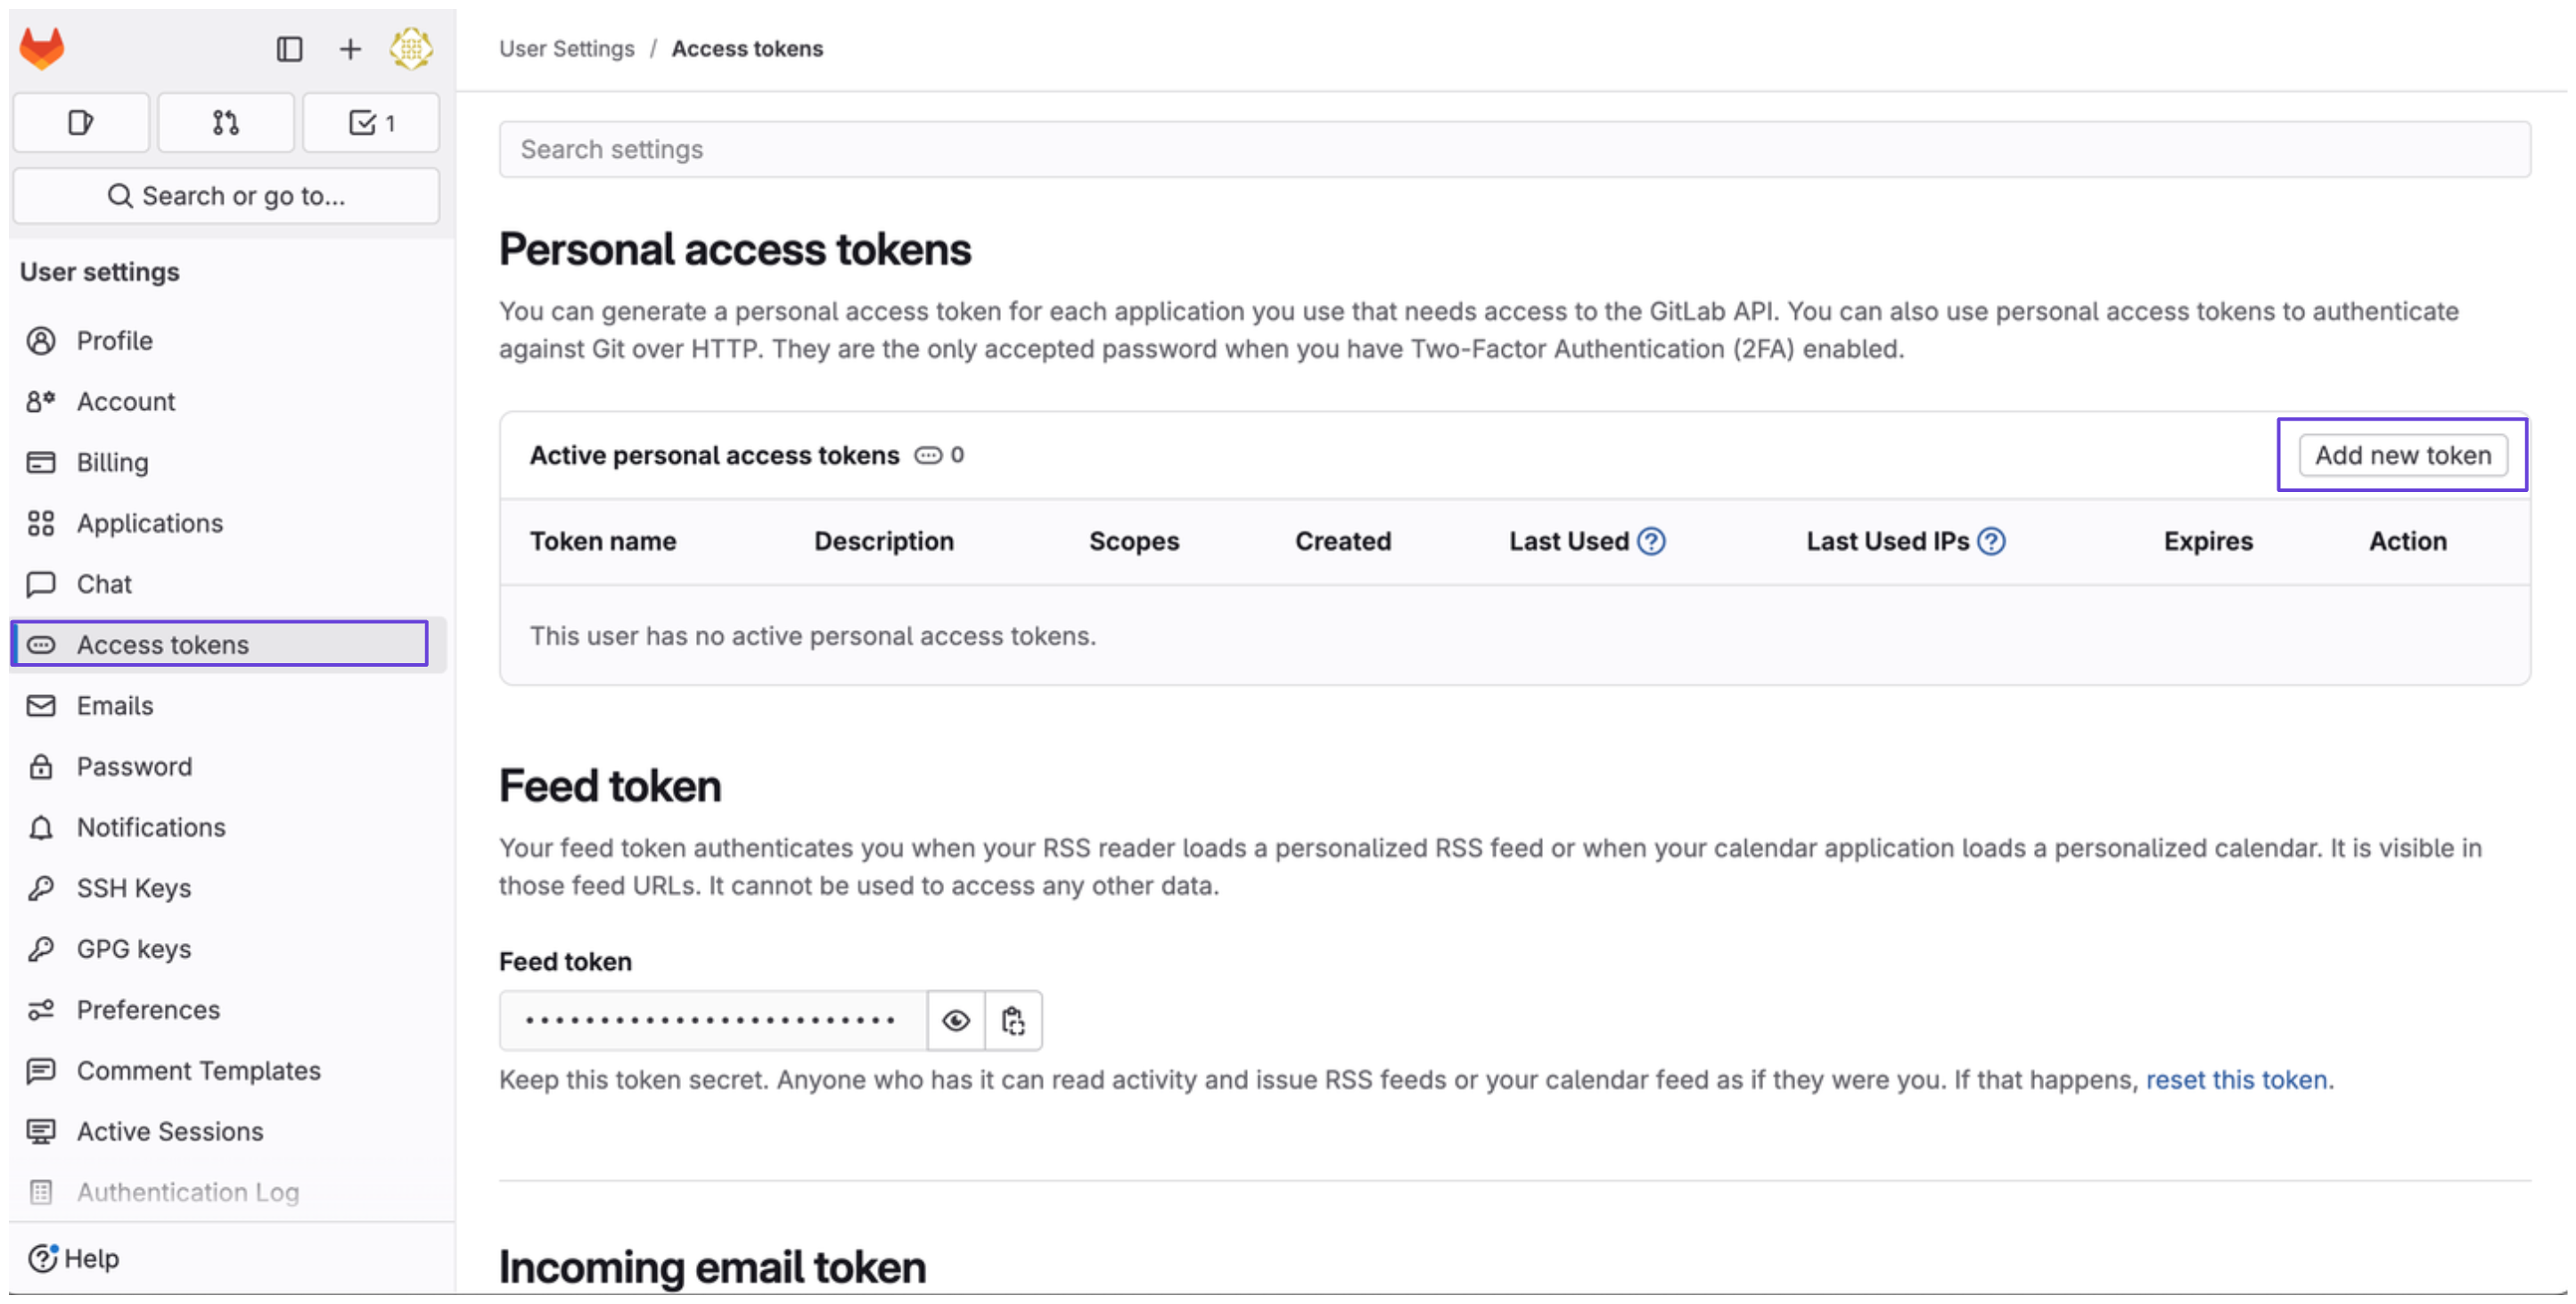 User Settings / Access tokens
1
Search or go to...
User settings
Profile
Account
Billing
Applications
Chat
Access tokens
Emails
Password
Notifications
SSH Keys
GPG keys
Preferences
Comment Templates
Active Sessions
Authentication Log
Help
Search settings
Personal access tokens
You can generate a personal access token for each application you use that needs access to the GitLab API. You can also use personal access tokens to authenticate
against Git over HTTP. They are the only accepted password when you have Two-Factor Authentication (2FA) enabled.
Active personal access tokens 0
Add new token
Token name Description Scopes Created Last Used Last Used IPs Expires Action
This user has no active personal access tokens.
Feed token
Your feed token authenticates you when your RSS reader loads a personalized RSS feed or when your calendar application loads a personalized calendar. It is visible in
those feed URLs. It cannot be used to access any other data.
Feed token
Keep this token secret. Anyone who has it can read activity and issue RSS feeds or your calendar feed as if they were you. If that happens, reset this token.
Incoming email token